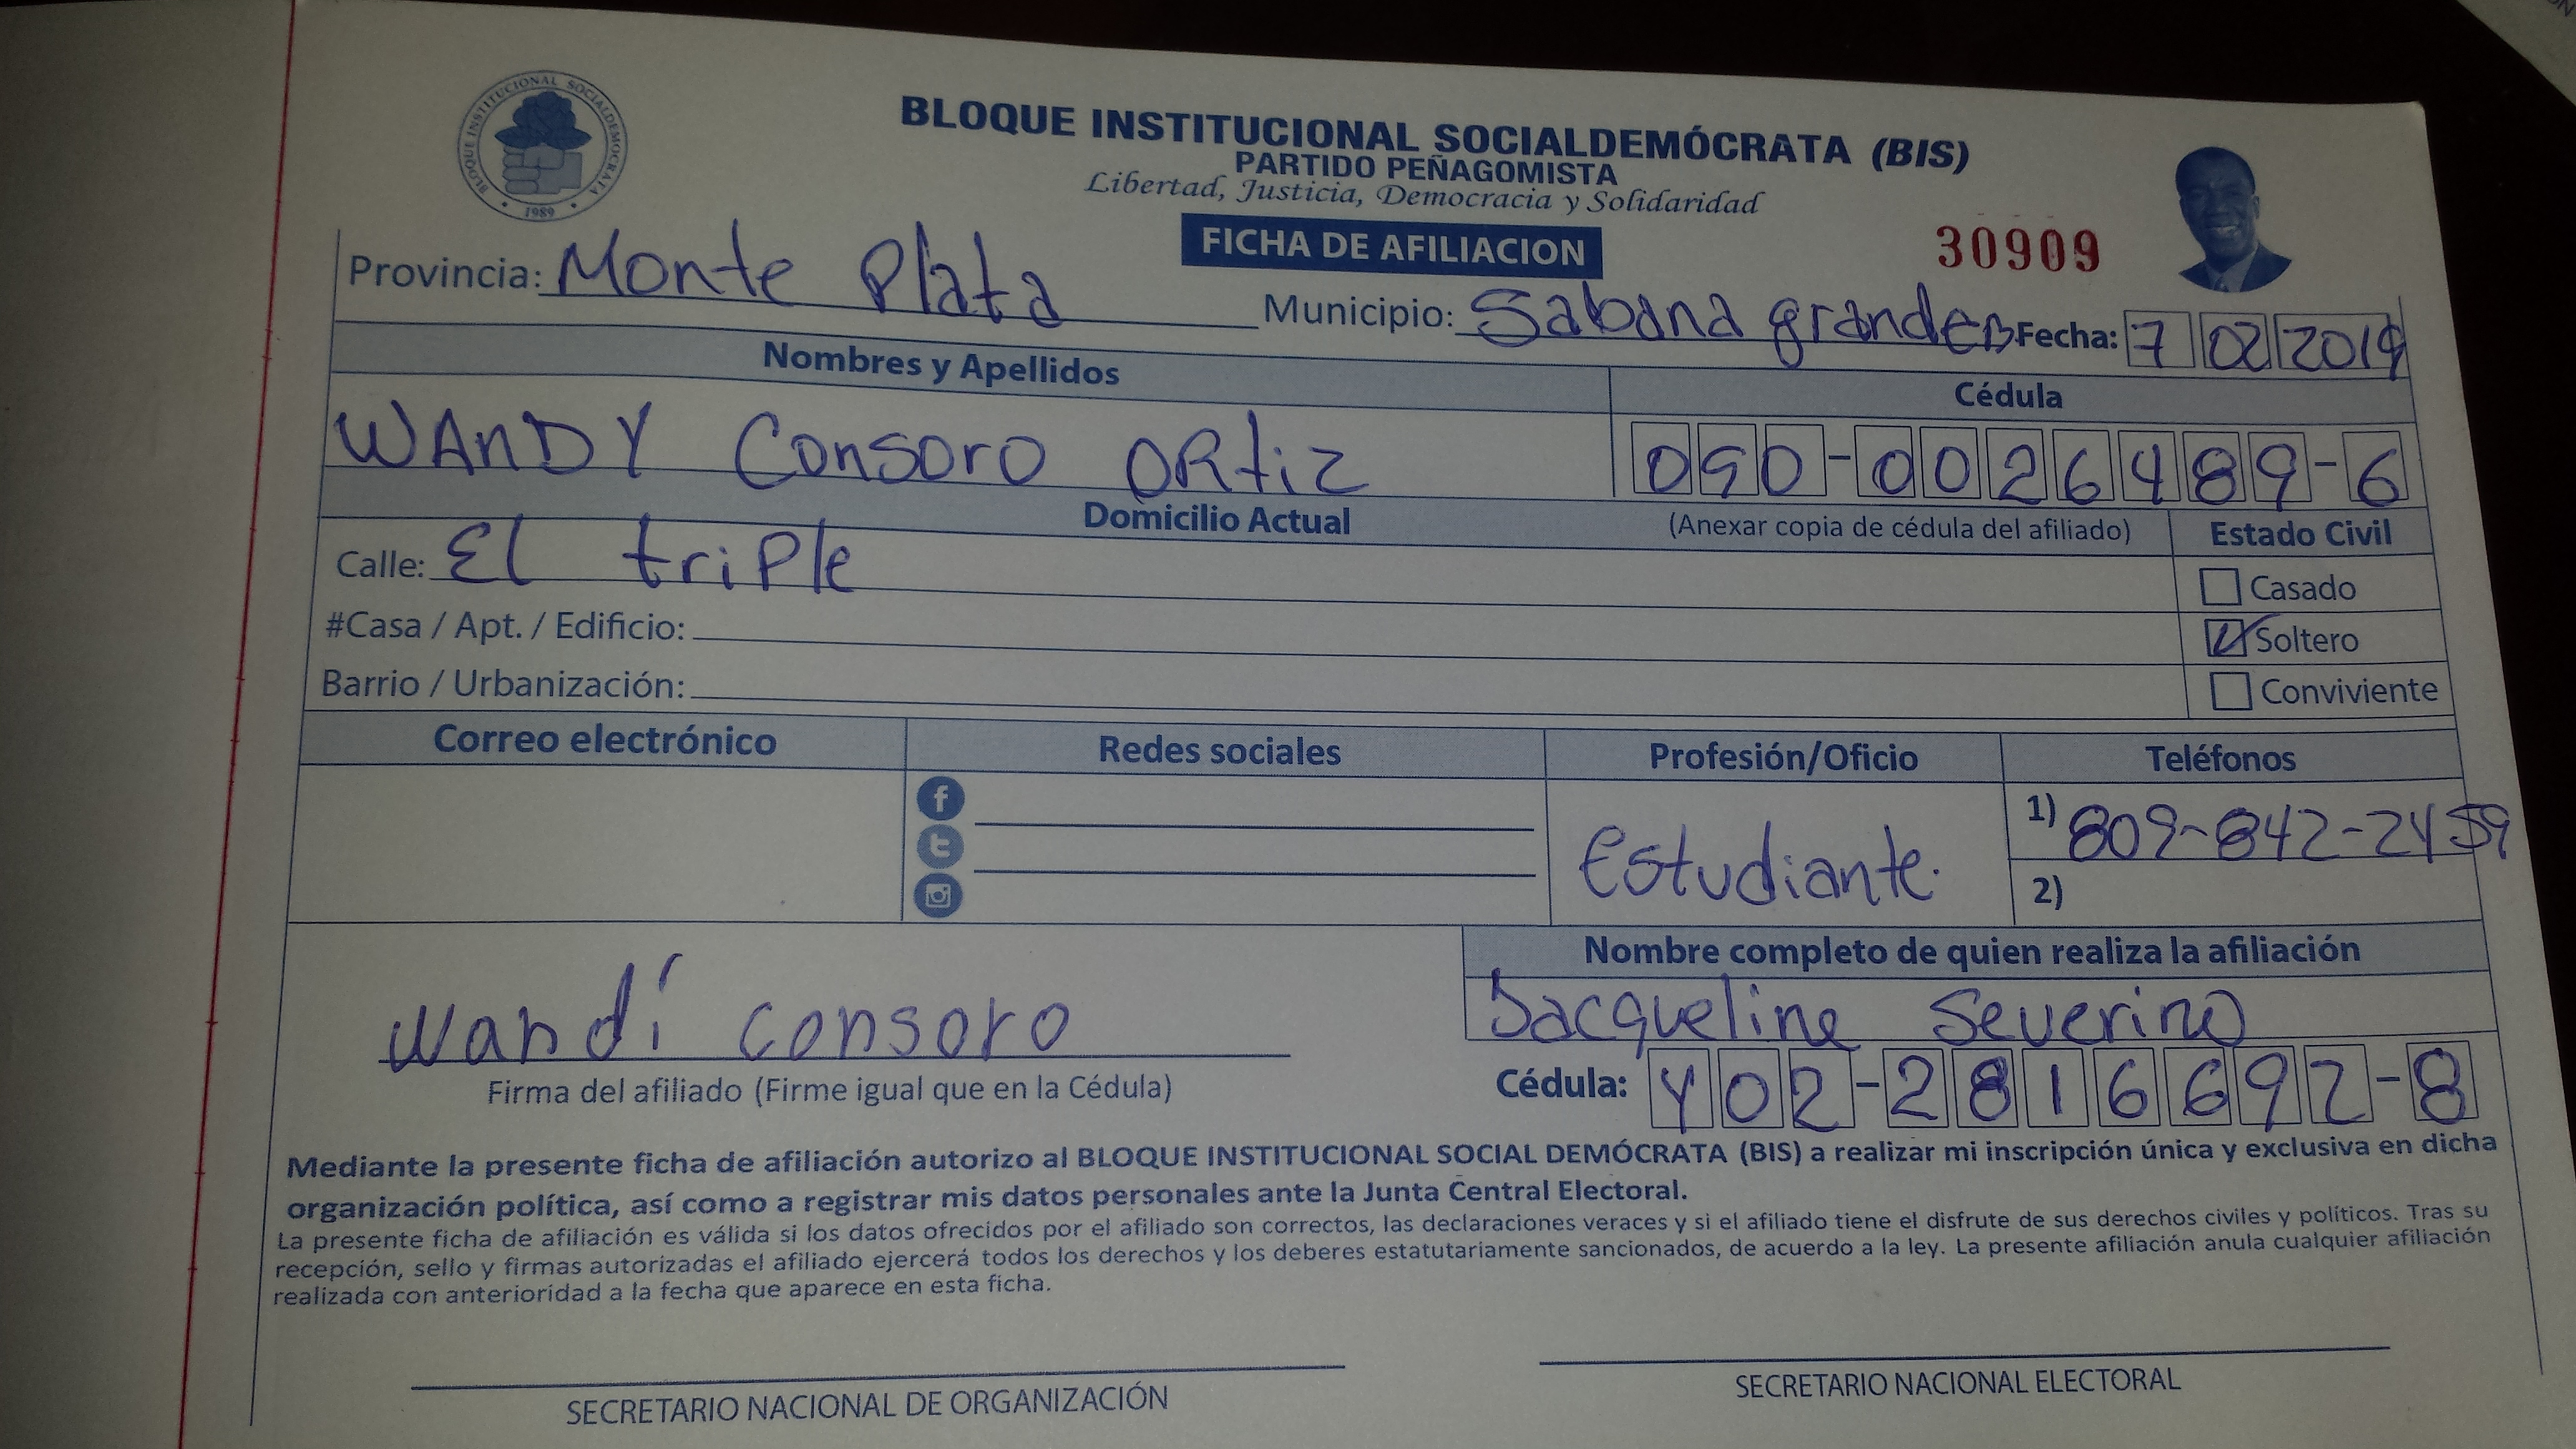 BLOQUE INSTITUCIONAL SOCIALDEMOCRATA
1989
BLOQUE INSTITUCIONAL SOCIALDEMÓCRATA (BIS)
PARTIDO PEÑAGOMISTA
Libertad, Justicia, Democracia y Solidaridad
FICHA DE AFILIACION
30909
Provincia: Monte Plata
Municipio: Sabana grande B Fecha: 7 02 2019
Nombres y Apellidos
Cédula
WANDY Consoro ORtiz
090-0026489-6
Domicilio Actual
(Anexar copia de cédula del afiliado)
Estado Civil
Calle: El triPle
Casado
#Casa / Apt. / Edificio:
Soltero
Barrio / Urbanización:
Conviviente
Correo electrónico
Redes sociales
Profesión/Oficio
Teléfonos
Estudiante.
1) 809-842-2459
2)
Nombre completo de quien realiza la afiliación
Jacqueline Severino
wandi consoro
Firma del afiliado (Firme igual que en la Cédula)
Cédula: 402-2816692-8
Mediante la presente ficha de afiliación autorizo al BLOQUE INSTITUCIONAL SOCIAL DEMÓCRATA (BIS) a realizar mi inscripción única y exclusiva en dicha
organización política, así como a registrar mis datos personales ante la Junta Central Electoral.
La presente ficha de afiliación es válida si los datos ofrecidos por el afiliado son correctos, las declaraciones veraces y si el afiliado tiene el disfrute de sus derechos civiles y políticos. Tras su
recepción, sello y firmas autorizadas el afiliado ejercerá todos los derechos y los deberes estatutariamente sancionados, de acuerdo a la ley. La presente afiliación anula cualquier afiliación
realizada con anterioridad a la fecha que aparece en esta ficha.
SECRETARIO NACIONAL DE ORGANIZACIÓN
SECRETARIO NACIONAL ELECTORAL